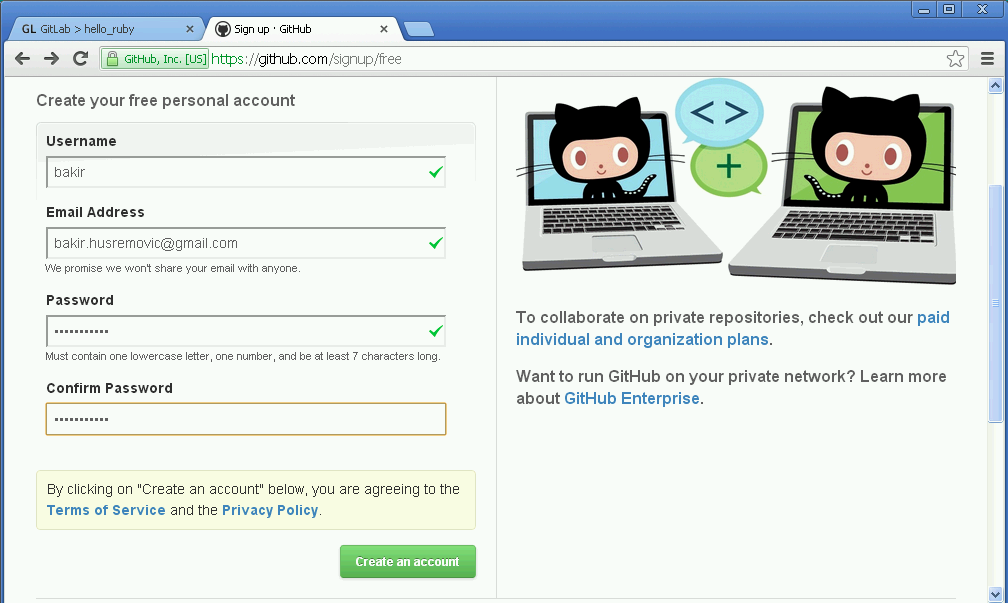 GL GitLab > hello_ruby
Sign up · GitHub
GitHub, Inc. [US] https://github.com/signup/free
Create your free personal account
Username
bakir
Email Address
bakir.husremovic@gmail.com
We promise we won't share your email with anyone.
Password
•••••••••••
Must contain one lowercase letter, one number, and be at least 7 characters long.
Confirm Password
•••••••••••
By clicking on "Create an account" below, you are agreeing to the
Terms of Service and the Privacy Policy.
Create an account
<>
+
To collaborate on private repositories, check out our paid
individual and organization plans.
Want to run GitHub on your private network? Learn more
about GitHub Enterprise.